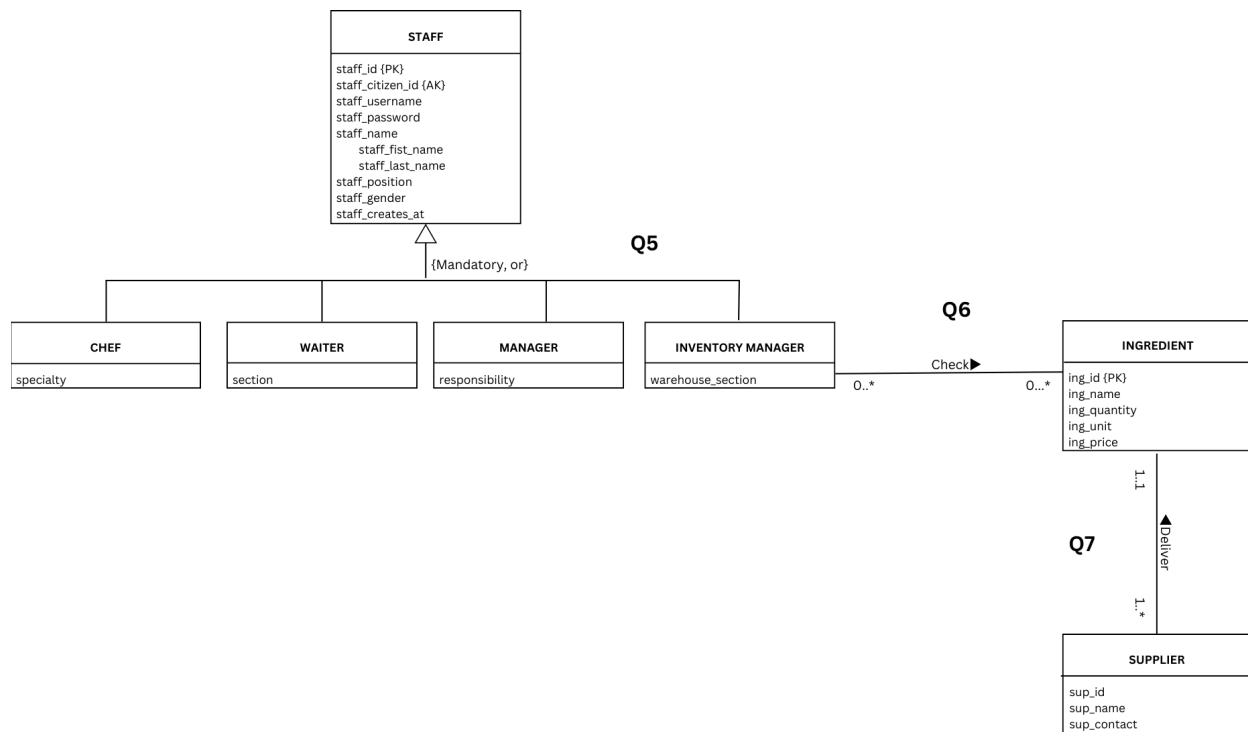 STAFF
staff_id {PK}
staff_citizen_id {AK}
staff_username
staff_password
staff_name
staff_fist_name
staff_last_name
staff_position
staff_gender
staff_creates_at
Q5
{Mandatory, or}
CHEF
specialty
WAITER
section
MANAGER
responsibility
INVENTORY MANAGER
warehouse_section
Q6
Check▶
0..*
0...*
INGREDIENT
ing_id {PK}
ing_name
ing_quantity
ing_unit
ing_price
1..1
Q7
▲Deliver
1..*
SUPPLIER
sup_id
sup_name
sup_contact